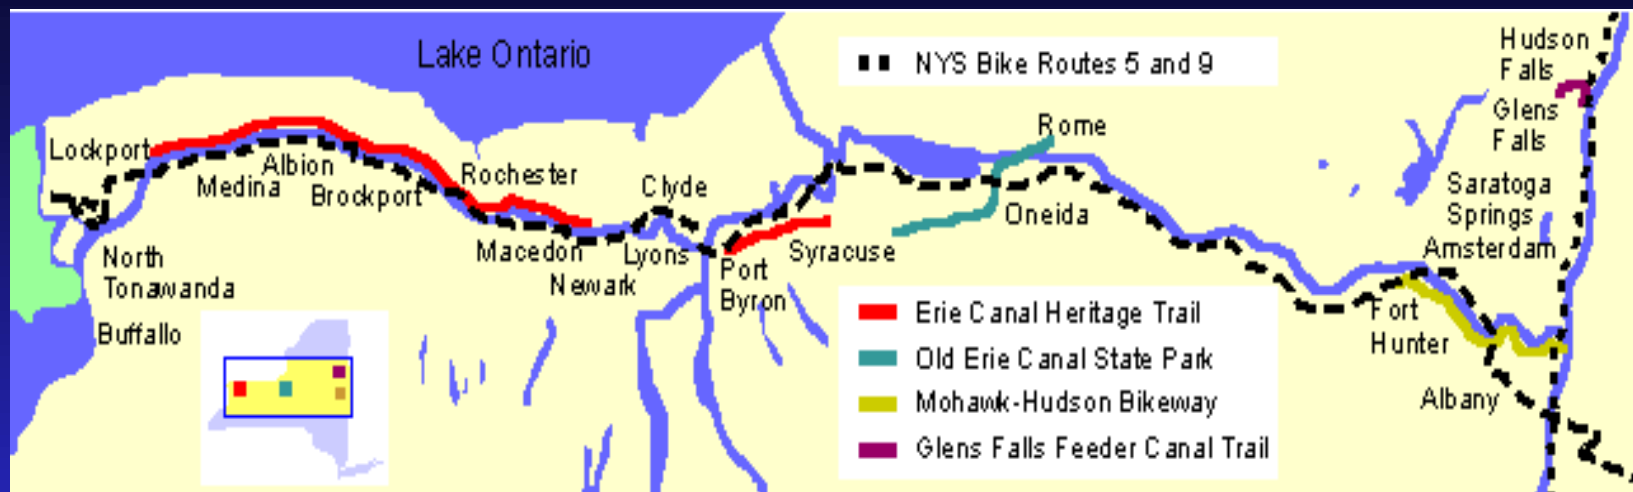 Lake Ontario
NYS Bike Routes 5 and 9
Hudson
Falls
Glens
Falls
Rome
Lockport
Albion
Medina
Brockport
Rochester
Clyde
Saratoga
Springs
Oneida
Amsterdam
North
Tonawanda
Macedon
Newark
Lyons
Port
Byron
Syracuse
Buffallo
Fort
Hunter
Albany
Erie Canal Heritage Trail
Old Erie Canal State Park
Mohawk-Hudson Bikeway
Glens Falls Feeder Canal Trail